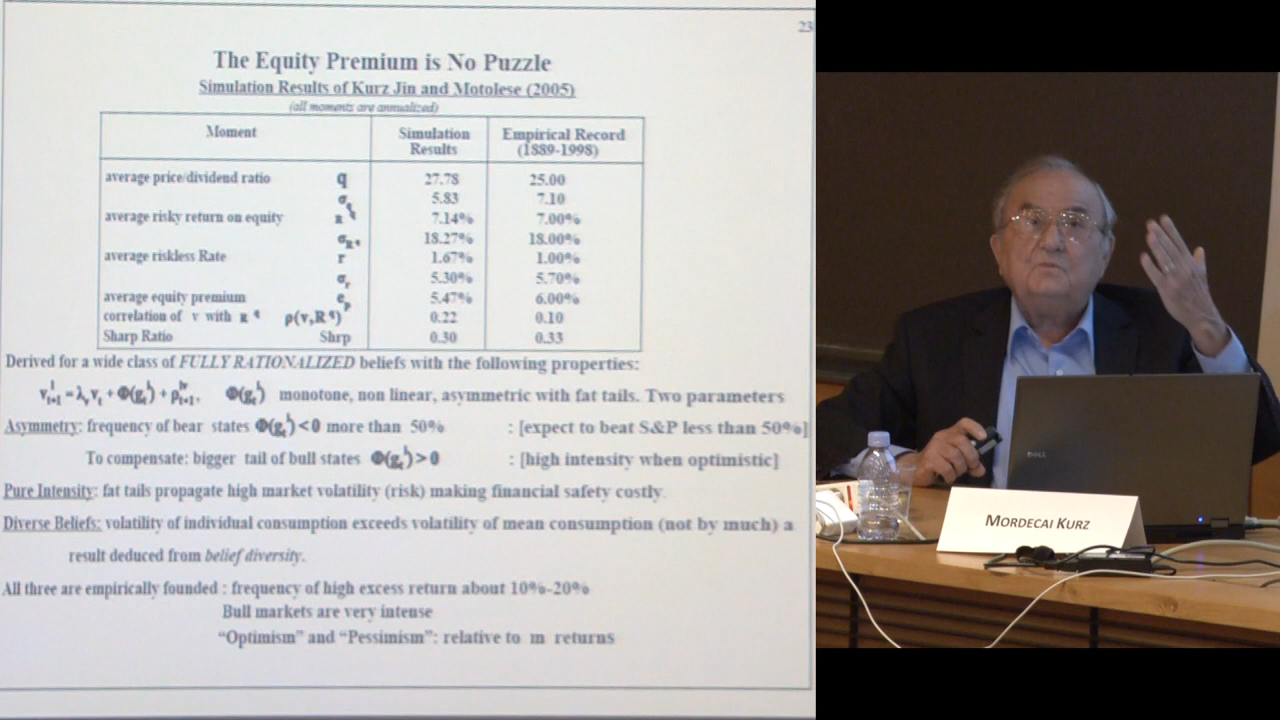 23
The Equity Premium is No Puzzle
Simulation Results of Kurz Jin and Motolese (2005)
(all moments are annualized)
Moment Simulation Results Empirical Record (1889-1998)
average price/dividend ratio q 27.78 25.00
σq 5.83 7.10
average risky return on equity R^q 7.14% 7.00%
σR^q 18.27% 18.00%
average riskless Rate r 1.67% 1.00%
σr 5.30% 5.70%
average equity premium ep 5.47% 6.00%
correlation of v with R^q ρ(v,R^q) 0.22 0.10
Sharp Ratio Shrp 0.30 0.33
Derived for a wide class of FULLY RATIONALIZED beliefs with the following properties:
monotone, non linear, asymmetric with fat tails. Two parameters
Asymmetry: frequency of bear states Φ(g)<0 more than 50% : [expect to beat S&P less than 50%]
To compensate: bigger tail of bull states Φ(g)>0 : [high intensity when optimistic]
Pure Intensity: fat tails propagate high market volatility (risk) making financial safety costly.
Diverse Beliefs: volatility of individual consumption exceeds volatility of mean consumption (not by much) a
result deduced from belief diversity.
All three are empirically founded : frequency of high excess return about 10%-20%
Bull markets are very intense
“Optimism” and “Pessimism”: relative to m returns
DELL
MORDECAI KURZ